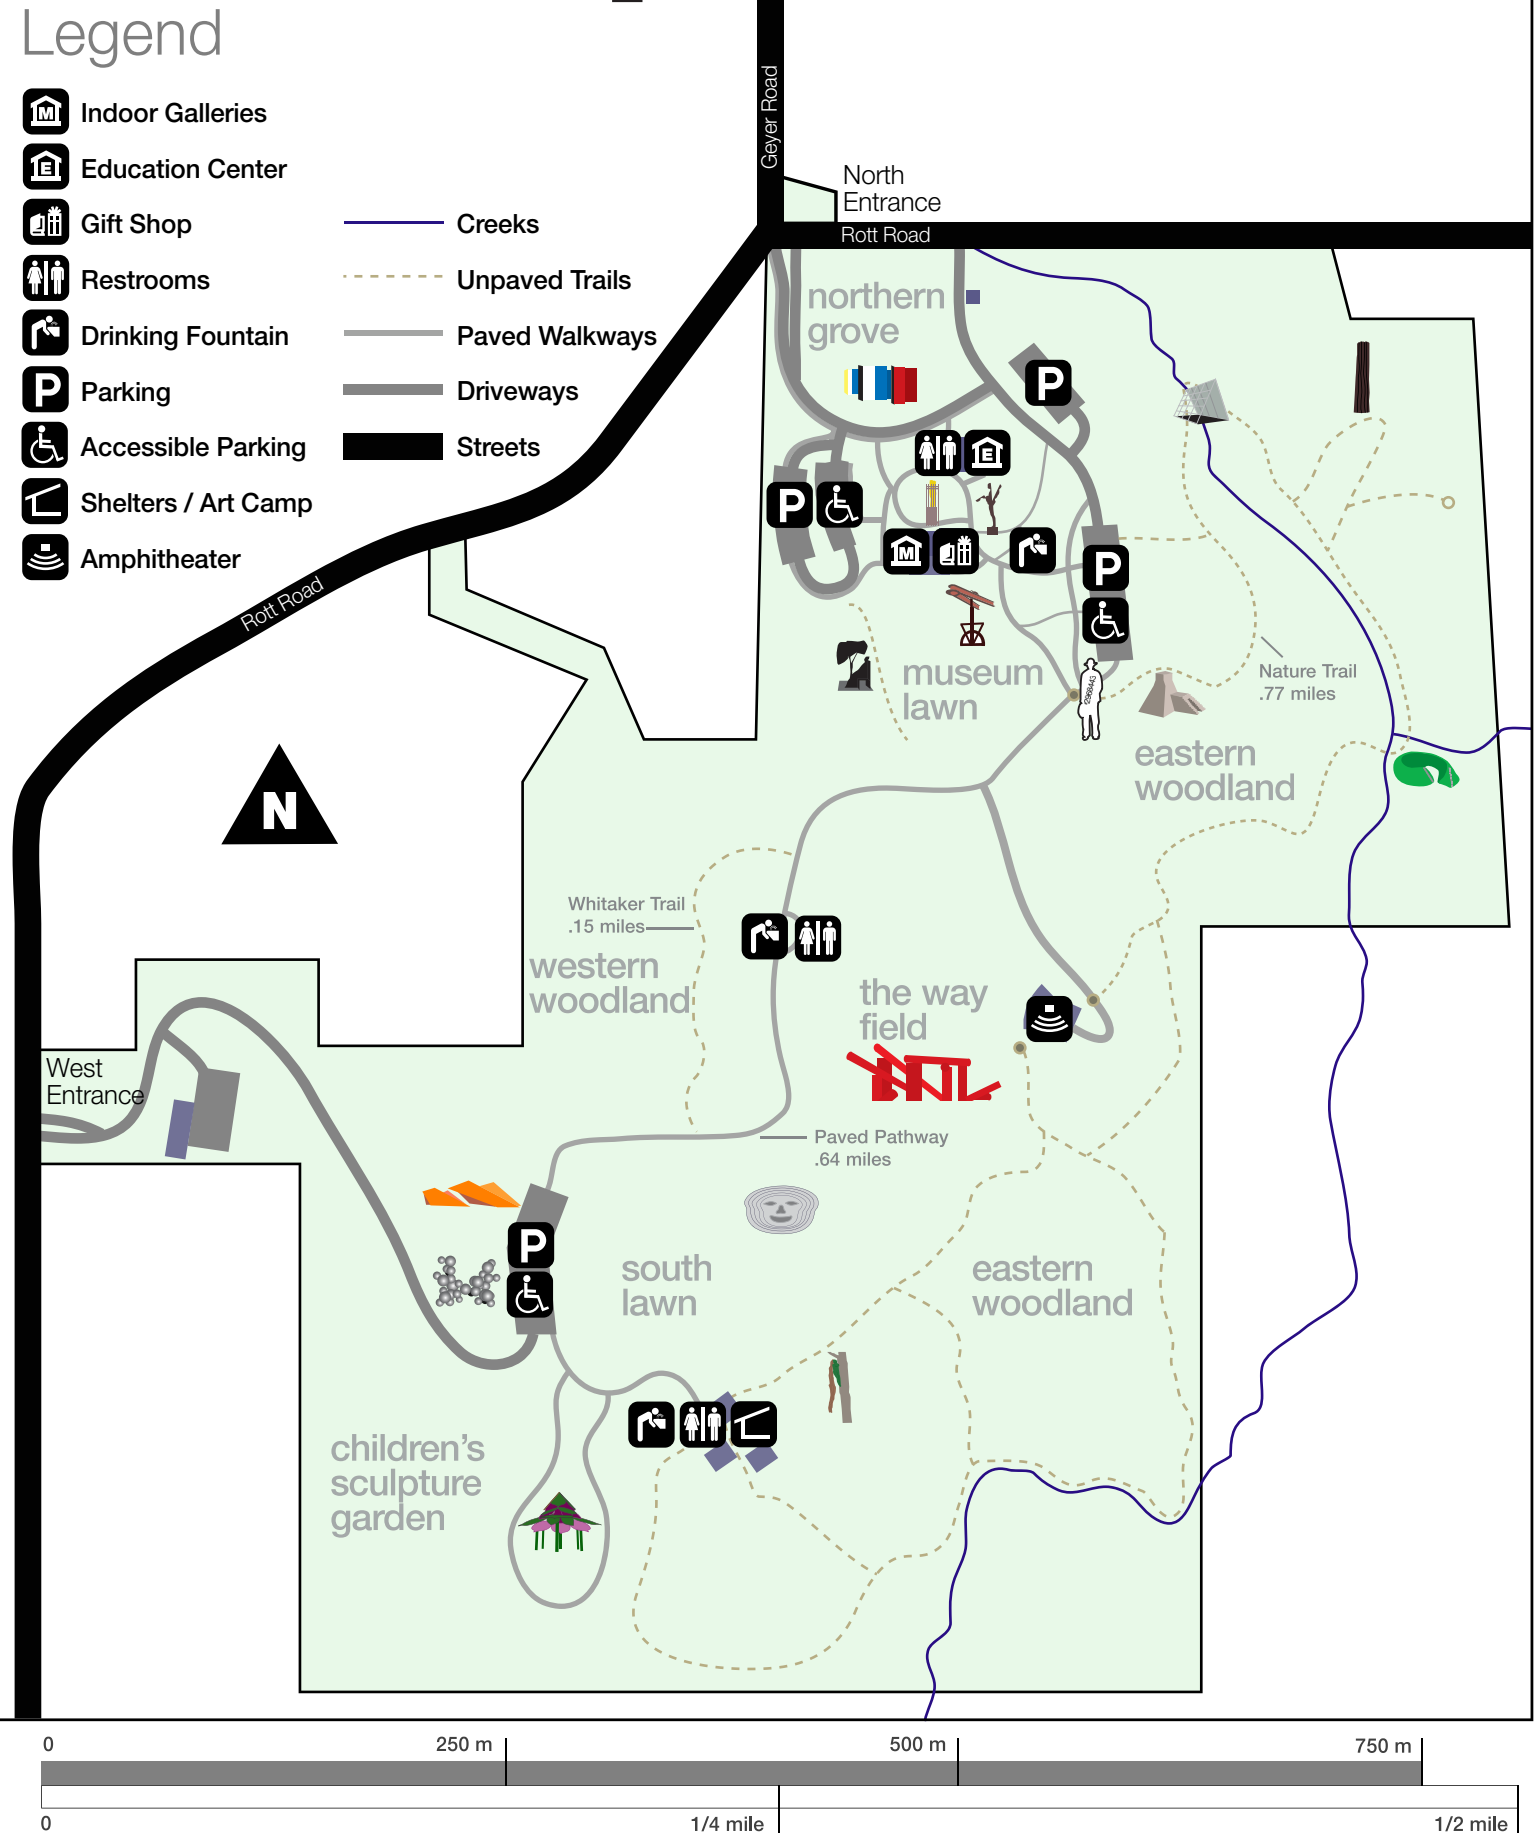 Legend
M
Indoor Galleries
E
Education Center
Gift Shop
Restrooms
Drinking Fountain
P
Parking
Accessible Parking
Shelters / Art Camp
Amphitheater
Creeks
Unpaved Trails
Paved Walkways
Driveways
Streets
Geyer Road
North
Entrance
Rott Road
northern
grove
P
E
P
M
P
Rott Road
museum
lawn
2968443
Nature Trail
.77 miles
eastern
woodland
N
Whitaker Trail
.15 miles
western
woodland
the way
field
West
Entrance
Paved Pathway
.64 miles
P
south
lawn
eastern
woodland
children's
sculpture
garden
0
250 m
500 m
750 m
0
1/4 mile
1/2 mile